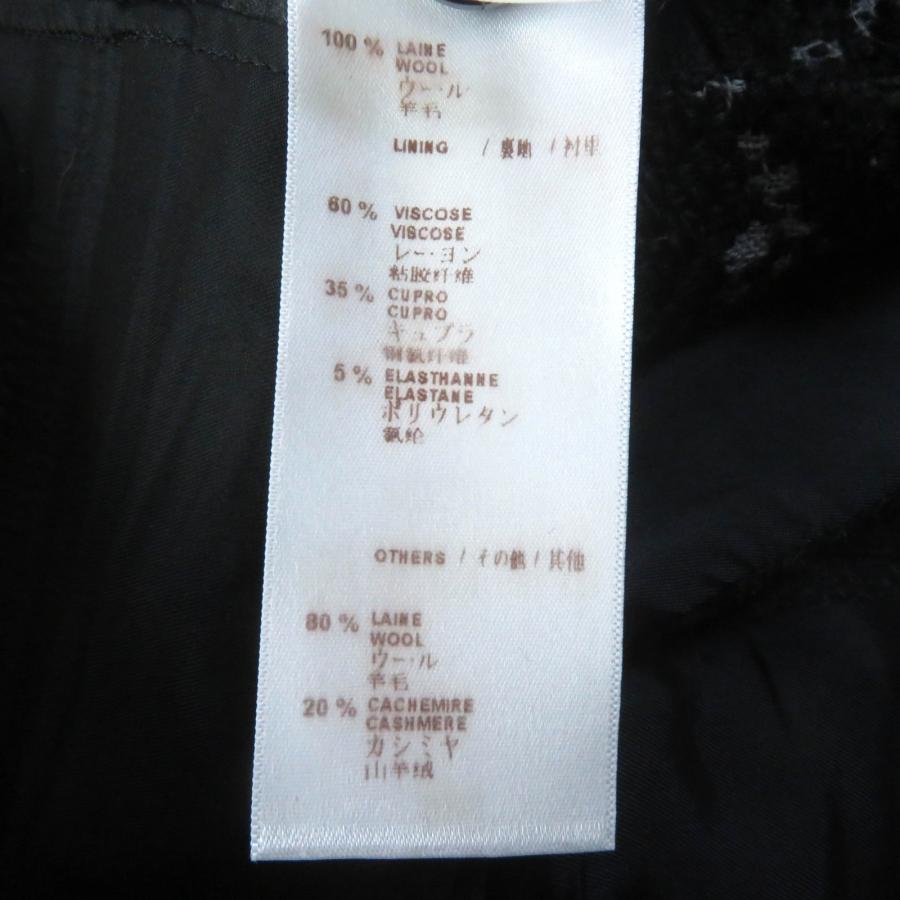 100 % LAINE
WOOL
ウール
羊毛
LINING / 裏地 / 衬里
60 % VISCOSE
VISCOSE
レーヨン
粘胶纤维
35 % CUPRO
CUPRO
キュプラ
铜氨纤维
5 % ELASTHANNE
ELASTANE
ポリウレタン
氨纶
OTHERS / その他 / 其他
80 % LAINE
WOOL
ウール
羊毛
20 % CACHEMIRE
CASHMERE
カシミヤ
山羊绒